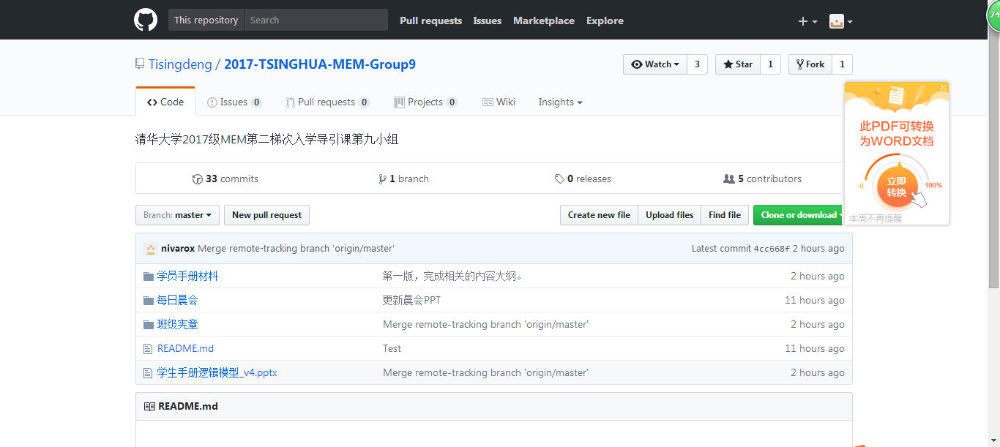 This repository Search Pull requests Issues Marketplace Explore
74
Tisingdeng / 2017-TSINGHUA-MEM-Group9 Watch 3 Star 1 Fork 1
Code Issues 0 Pull requests 0 Projects 0 Wiki Insights
清华大学2017级MEM第二梯次入学导引课第九小组
33 commits 1 branch 0 releases 5 contributors
Branch: master New pull request Create new file Upload files Find file Clone or download
此PDF可转换
为WORD文档
立即
转换
0 100%
本周不再提醒
nivarox Merge remote-tracking branch 'origin/master' Latest commit 4cc668f 2 hours ago
学员手册材料 第一版，完成相关的内容大纲。 2 hours ago
每日晨会 更新晨会PPT 11 hours ago
班级宪章 Merge remote-tracking branch 'origin/master' 2 hours ago
README.md Test 11 hours ago
学生手册逻辑模型_v4.pptx Merge remote-tracking branch 'origin/master' 2 hours ago
README.md